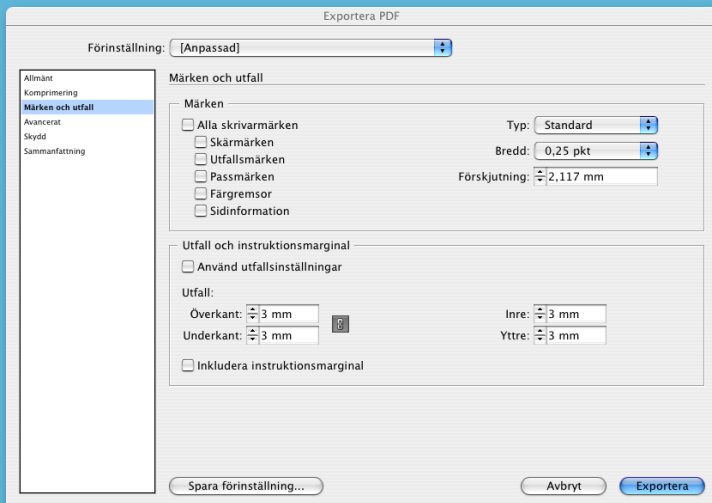 Exportera PDF
Förinställning: [Anpassad]
Allmänt
Komprimering
Märken och utfall
Avancerat
Skydd
Sammanfattning
Märken och utfall
Märken
Alla skrivarmärken
Skärmärken
Utfallsmärken
Passmärken
Färgremsor
Sidinformation
Typ: Standard
Bredd: 0,25 pkt
Förskjutning: 2,117 mm
Utfall och instruktionsmarginal
Använd utfallsinställningar
Utfall:
Överkant: 3 mm
Underkant: 3 mm
Inre: 3 mm
Yttre: 3 mm
Inkludera instruktionsmarginal
Spara förinställning...
Avbryt
Exportera